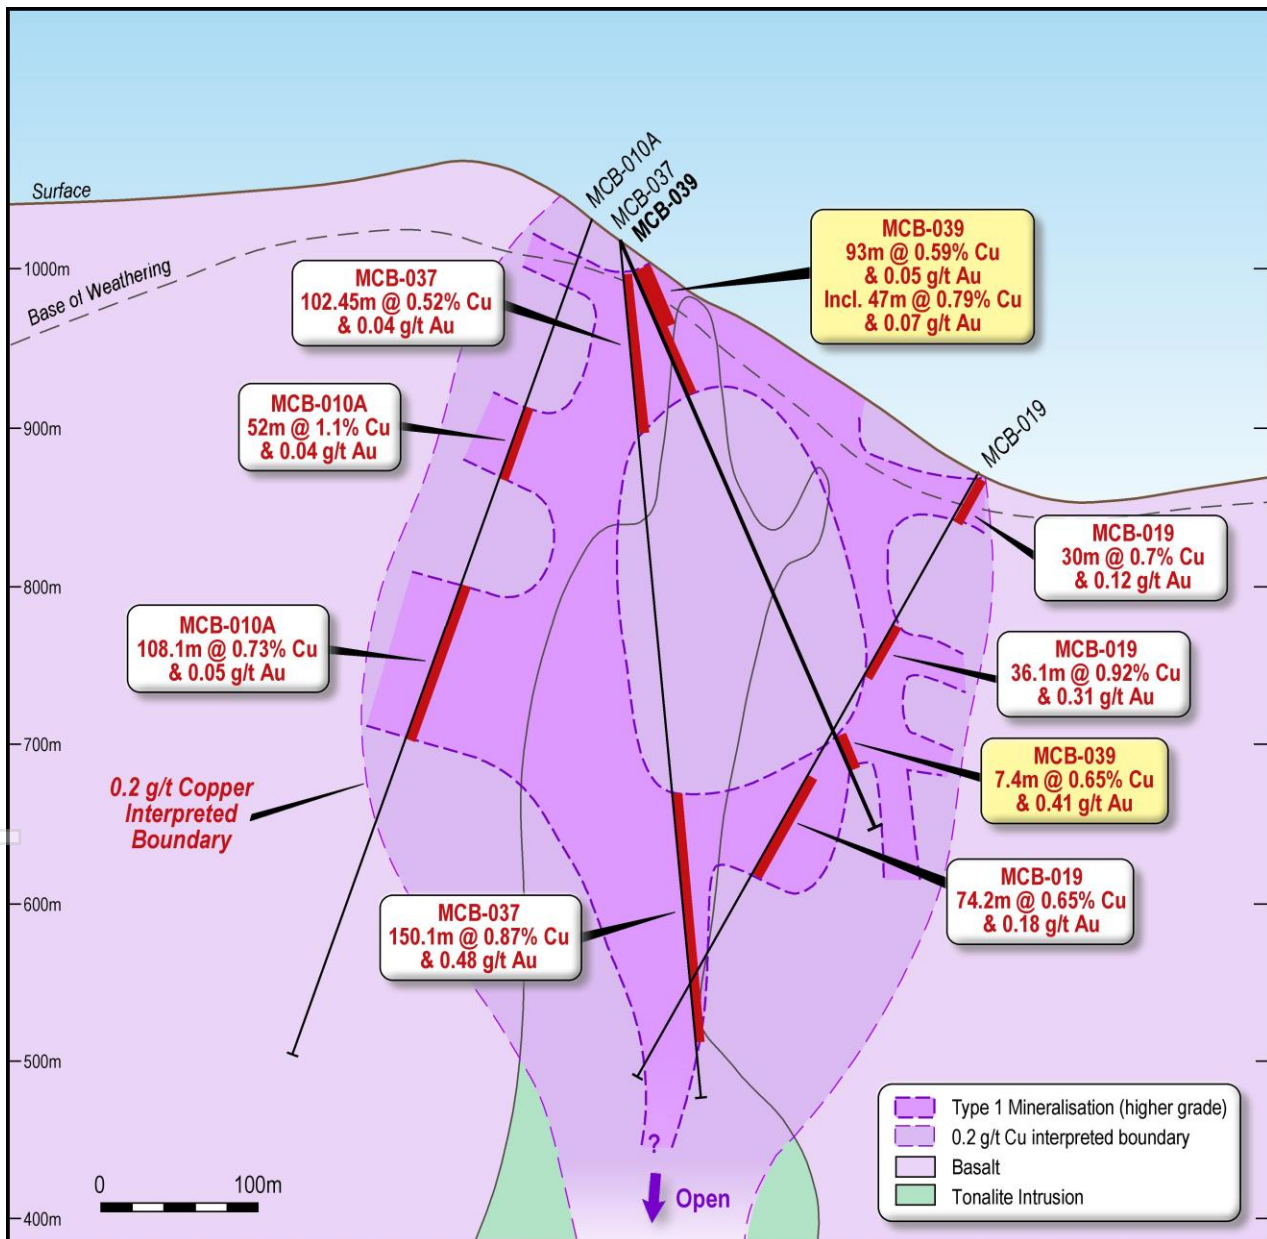 MCB-010A
MCB-037
MCB-039
Surface
Base of Weathering
MCB-019
1000m
900m
800m
700m
600m
500m
400m
MCB-039
93m @ 0.59% Cu
& 0.05 g/t Au
Incl. 47m @ 0.79% Cu
& 0.07 g/t Au
MCB-037
102.45m @ 0.52% Cu
& 0.04 g/t Au
MCB-010A
52m @ 1.1% Cu
& 0.04 g/t Au
MCB-019
30m @ 0.7% Cu
& 0.12 g/t Au
MCB-010A
108.1m @ 0.73% Cu
& 0.05 g/t Au
MCB-019
36.1m @ 0.92% Cu
& 0.31 g/t Au
MCB-039
7.4m @ 0.65% Cu
& 0.41 g/t Au
0.2 g/t Copper
Interpreted
Boundary
MCB-019
74.2m @ 0.65% Cu
& 0.18 g/t Au
MCB-037
150.1m @ 0.87% Cu
& 0.48 g/t Au
?
Open
0 100m
Type 1 Mineralisation (higher grade)
0.2 g/t Cu interpreted boundary
Basalt
Tonalite Intrusion